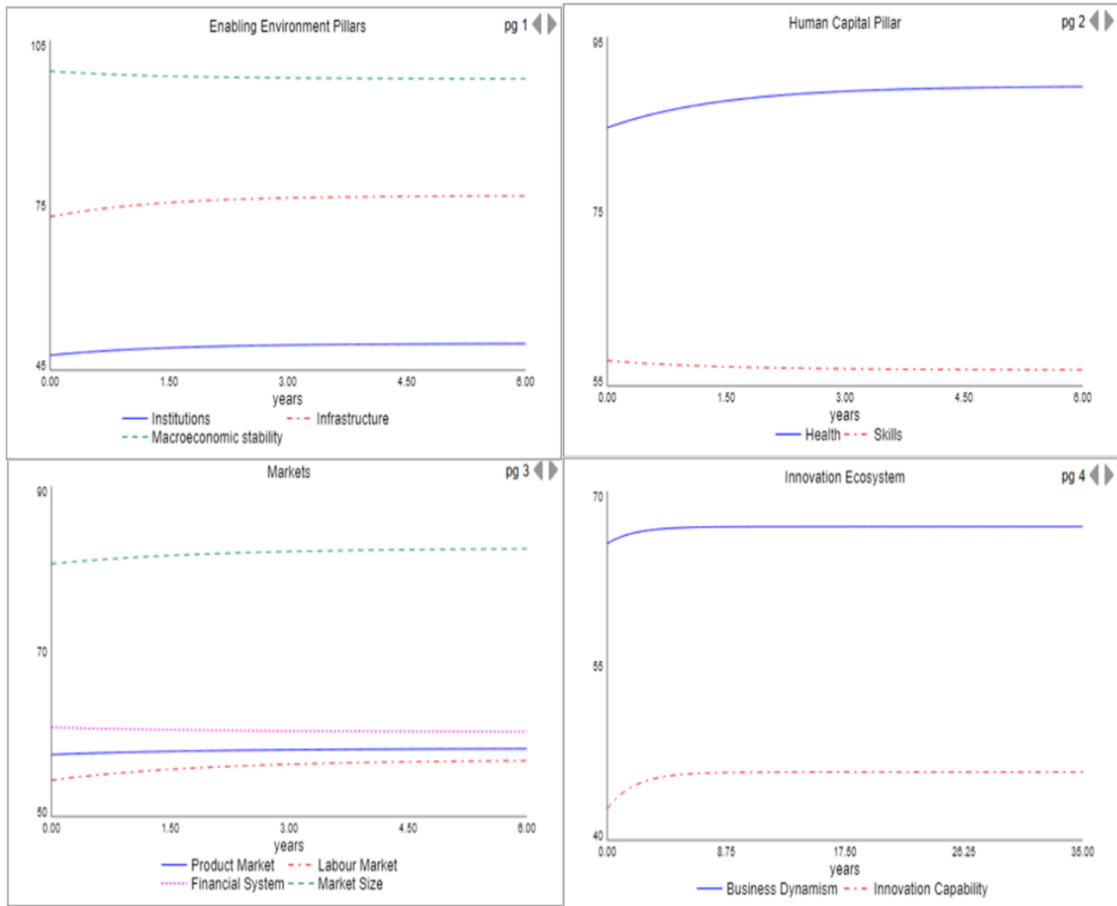 Enabling Environment Pillars
pg 1
105
75
45
0.00 1.50 3.00 4.50 6.00
years
Institutions Infrastructure
Macroeconomic stability
Human Capital Pillar
pg 2
95
75
55
0.00 1.50 3.00 4.50 6.00
years
Health Skills
Markets
pg 3
90
70
50
0.00 1.50 3.00 4.50 6.00
years
Product Market Labour Market
Financial System Market Size
Innovation Ecosystem
pg 4
70
55
40
0.00 8.75 17.50 26.25 35.00
years
Business Dynamism Innovation Capability